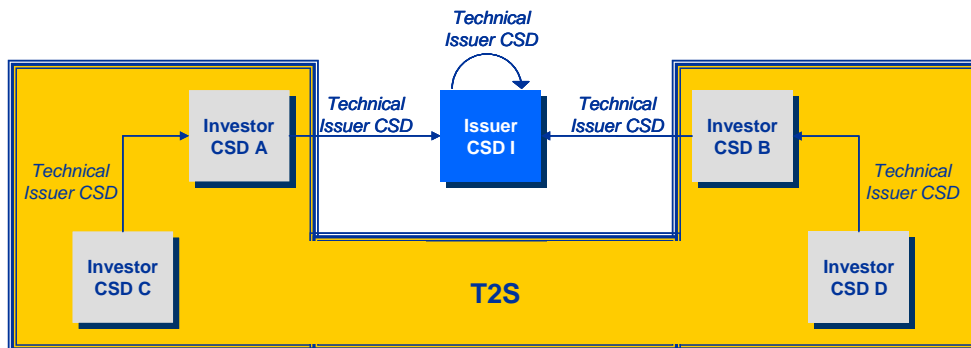 Technical
Issuer CSD
Investor
CSD A
Technical
Issuer CSD
Issuer
CSD I
Technical
Issuer CSD
Investor
CSD B
Technical
Issuer CSD
Technical
Issuer CSD
Investor
CSD C
T2S
Investor
CSD D